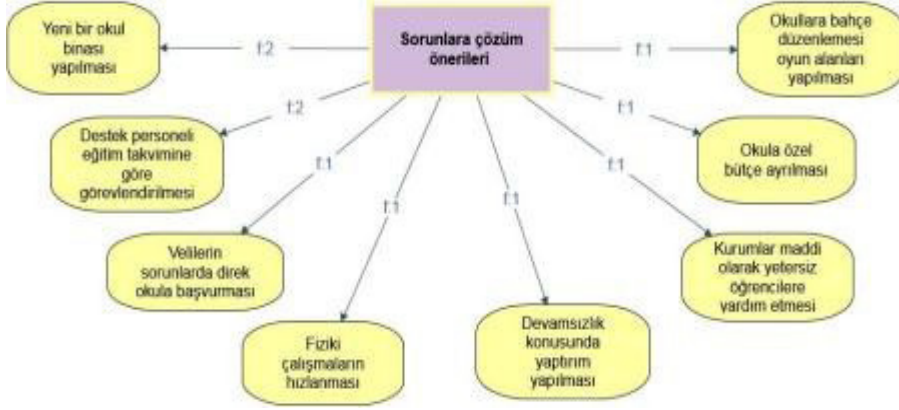 Sorunlara çözüm
önerileri
Yeni bir okul
binası
yapılması
f:2
Destek personeli
eğitim takvimine
göre
görevlendirilmesi
f:2
Velilerin
sorunlarda direk
okula başvurması
f:1
Fiziki
çalışmaların
hızlanması
f:1
Devamsızlık
konusunda
yaptırım
yapılması
f:1
Kurumlar maddi
olarak yetersiz
öğrencilere
yardım etmesi
f:1
Okula özel
bütçe ayrılması
f:1
Okullara bahçe
düzenlemesi
oyun alanları
yapılması
f:1